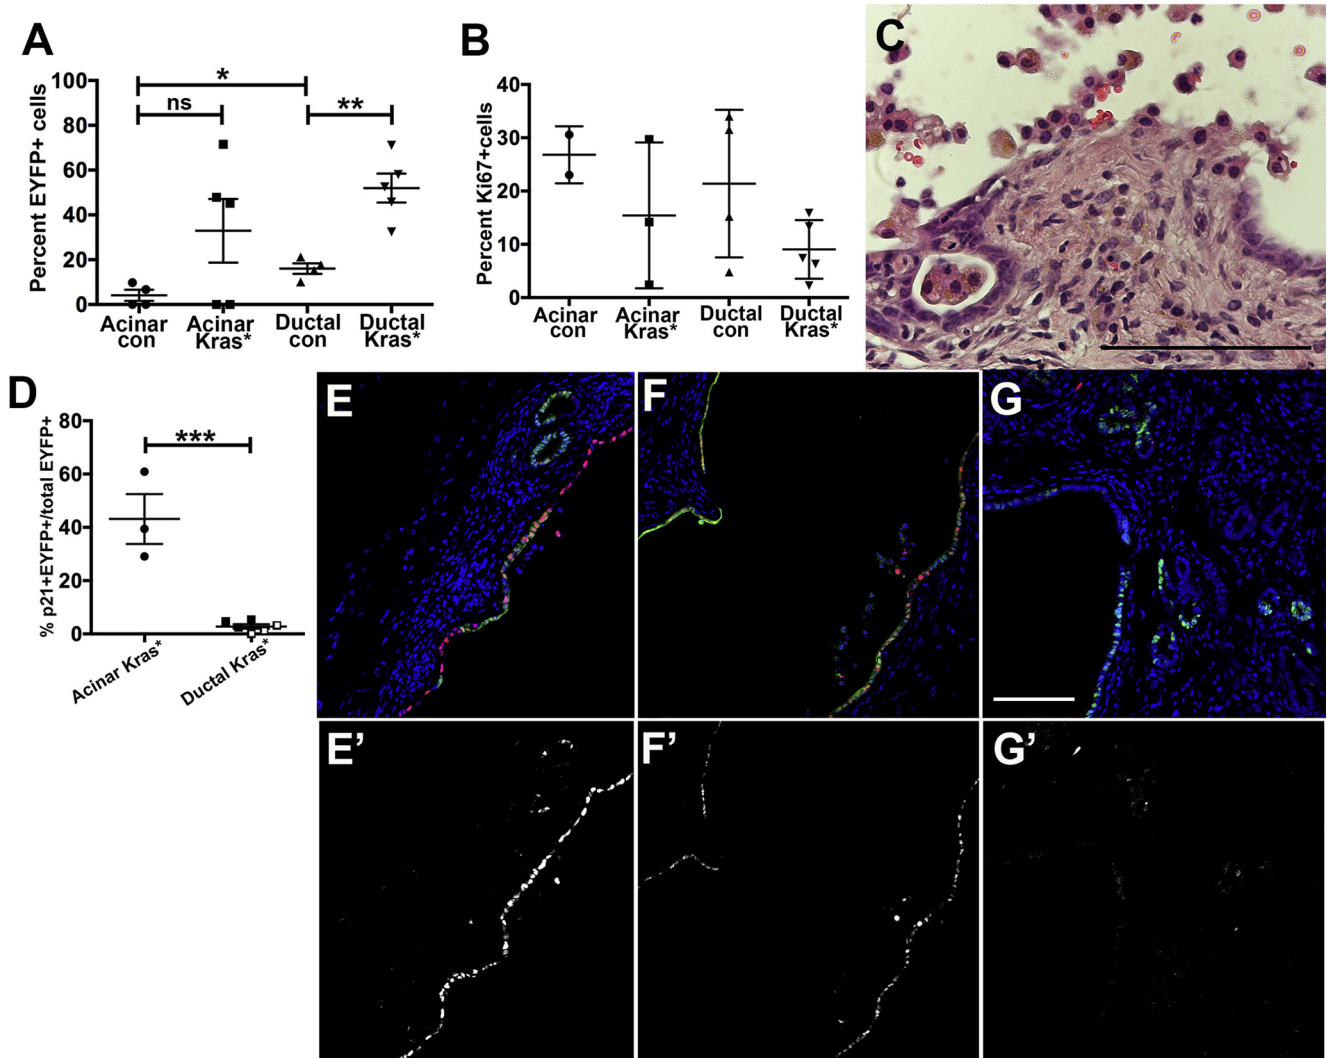 A
Percent EYFP+ cells
100
80
60
40
20
0
*
ns
**
Acinar con
Acinar Kras*
Ductal con
Ductal Kras*
B
Percent Ki67+cells
40
30
20
10
0
Acinar con
Acinar Kras*
Ductal con
Ductal Kras*
C
D
% p21+EYFP+/total EYFP+
80
60
40
20
0
***
Acinar Kras*
Ductal Kras*
E
F
G
E’
F’
G’